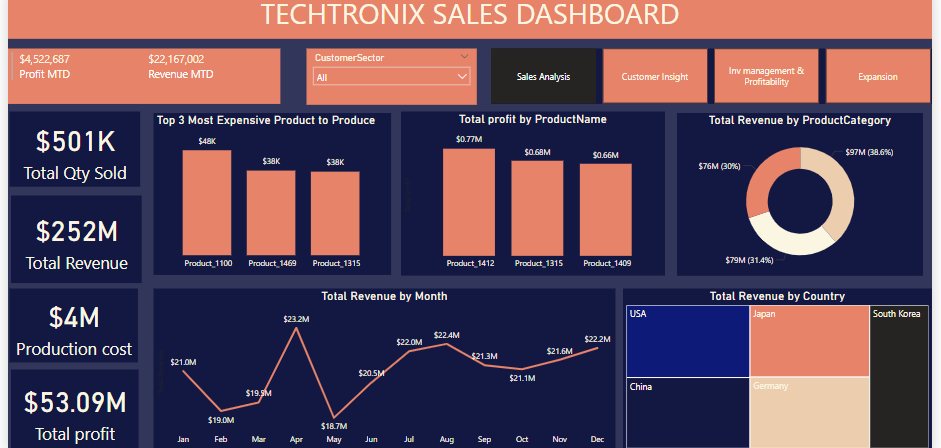 TECHTRONIX SALES DASHBOARD
$4,522,687
Profit MTD
$22,167,002
Revenue MTD
CustomerSector
All
Sales Analysis
Customer Insight
Inv management &
Profitability
Expansion
$501K
Total Qty Sold
$252M
Total Revenue
$4M
Production cost
$53.09M
Total profit
Top 3 Most Expensive Product to Produce
$48K
$38K
$38K
Product_1100
Product_1469
Product_1315
Total profit by ProductName
$0.77M
$0.68M
$0.66M
Product_1412
Product_1315
Product_1409
Total Revenue by ProductCategory
$76M (30%)
$97M (38.6%)
$79M (31.4%)
Total Revenue by Month
$21.0M
$19.0M
$19.5M
$23.2M
$18.7M
$20.5M
$22.0M
$22.4M
$21.3M
$21.1M
$21.6M
$22.2M
Jan Feb Mar Apr May Jun Jul Aug Sep Oct Nov Dec
Total Revenue by Country
USA
Japan
South Korea
China
Germany